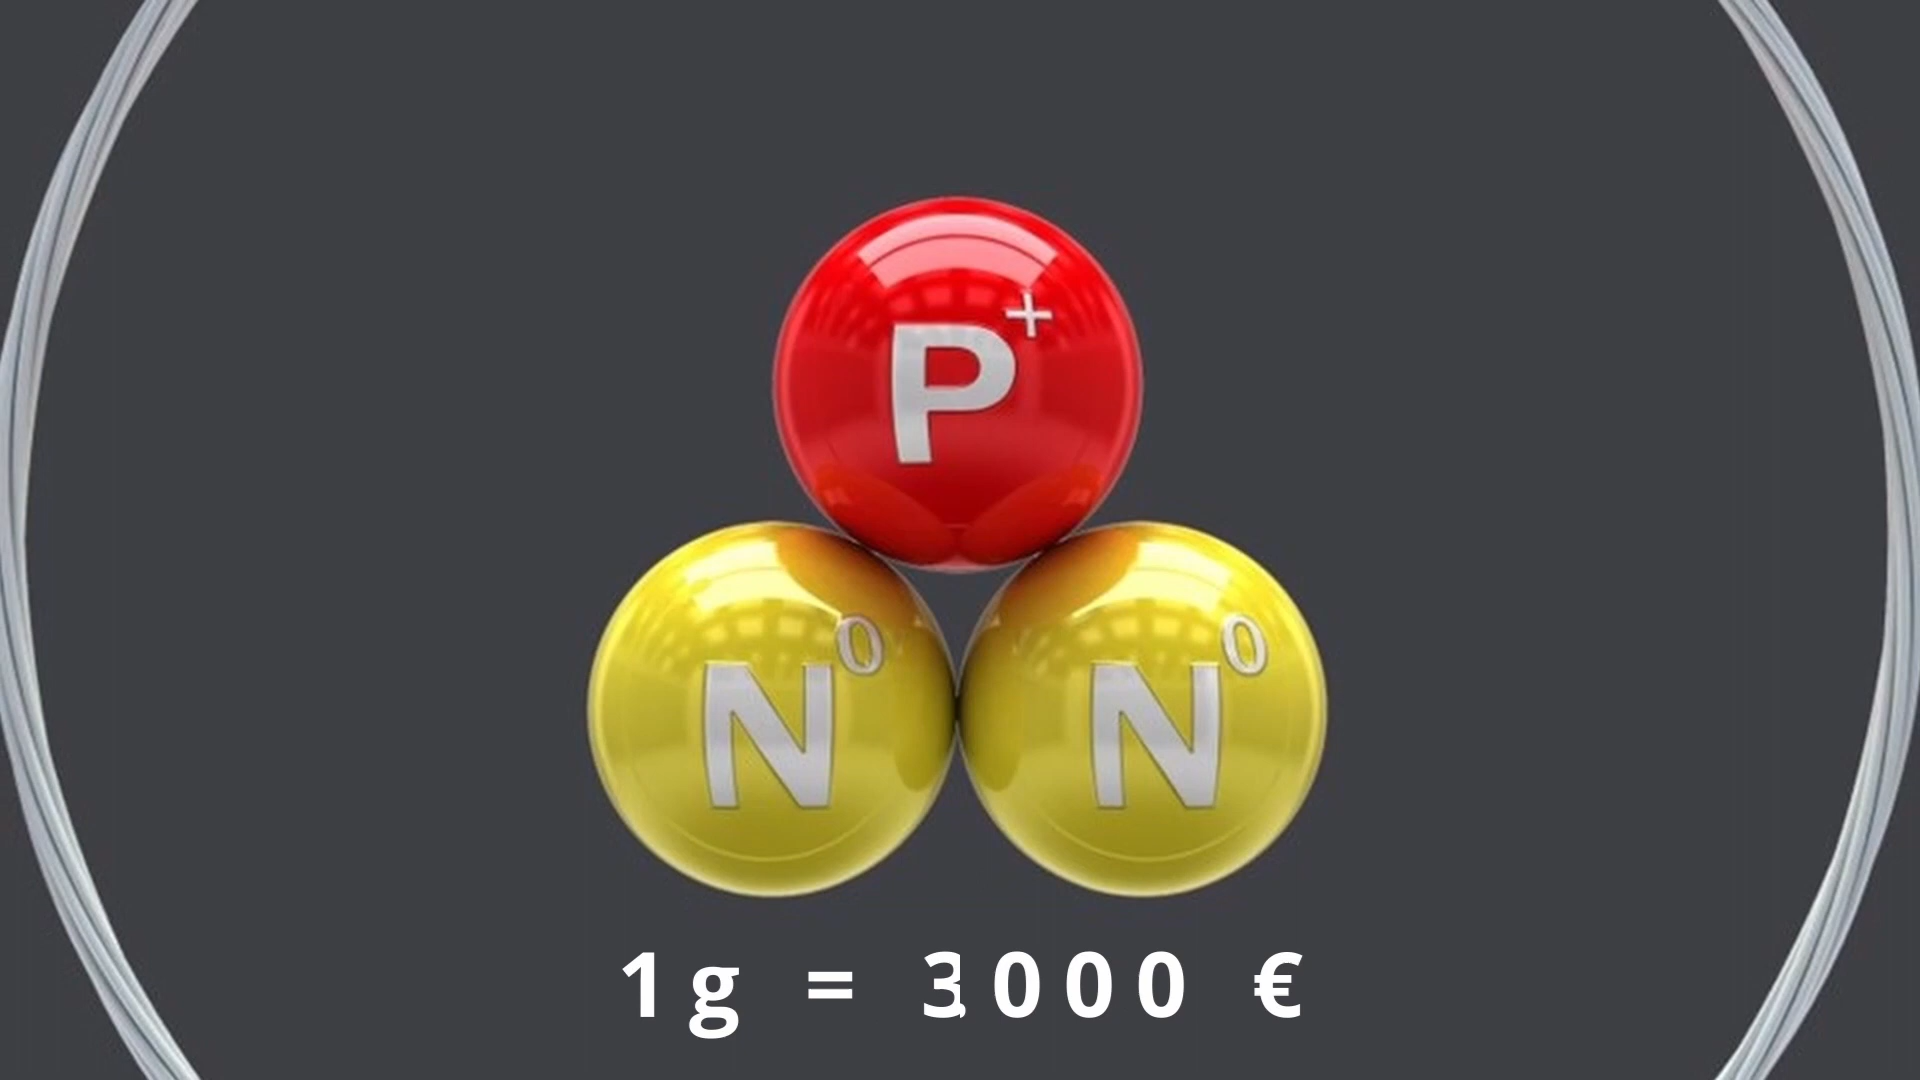 P⁺
N⁰ N⁰
1g = 3000 €